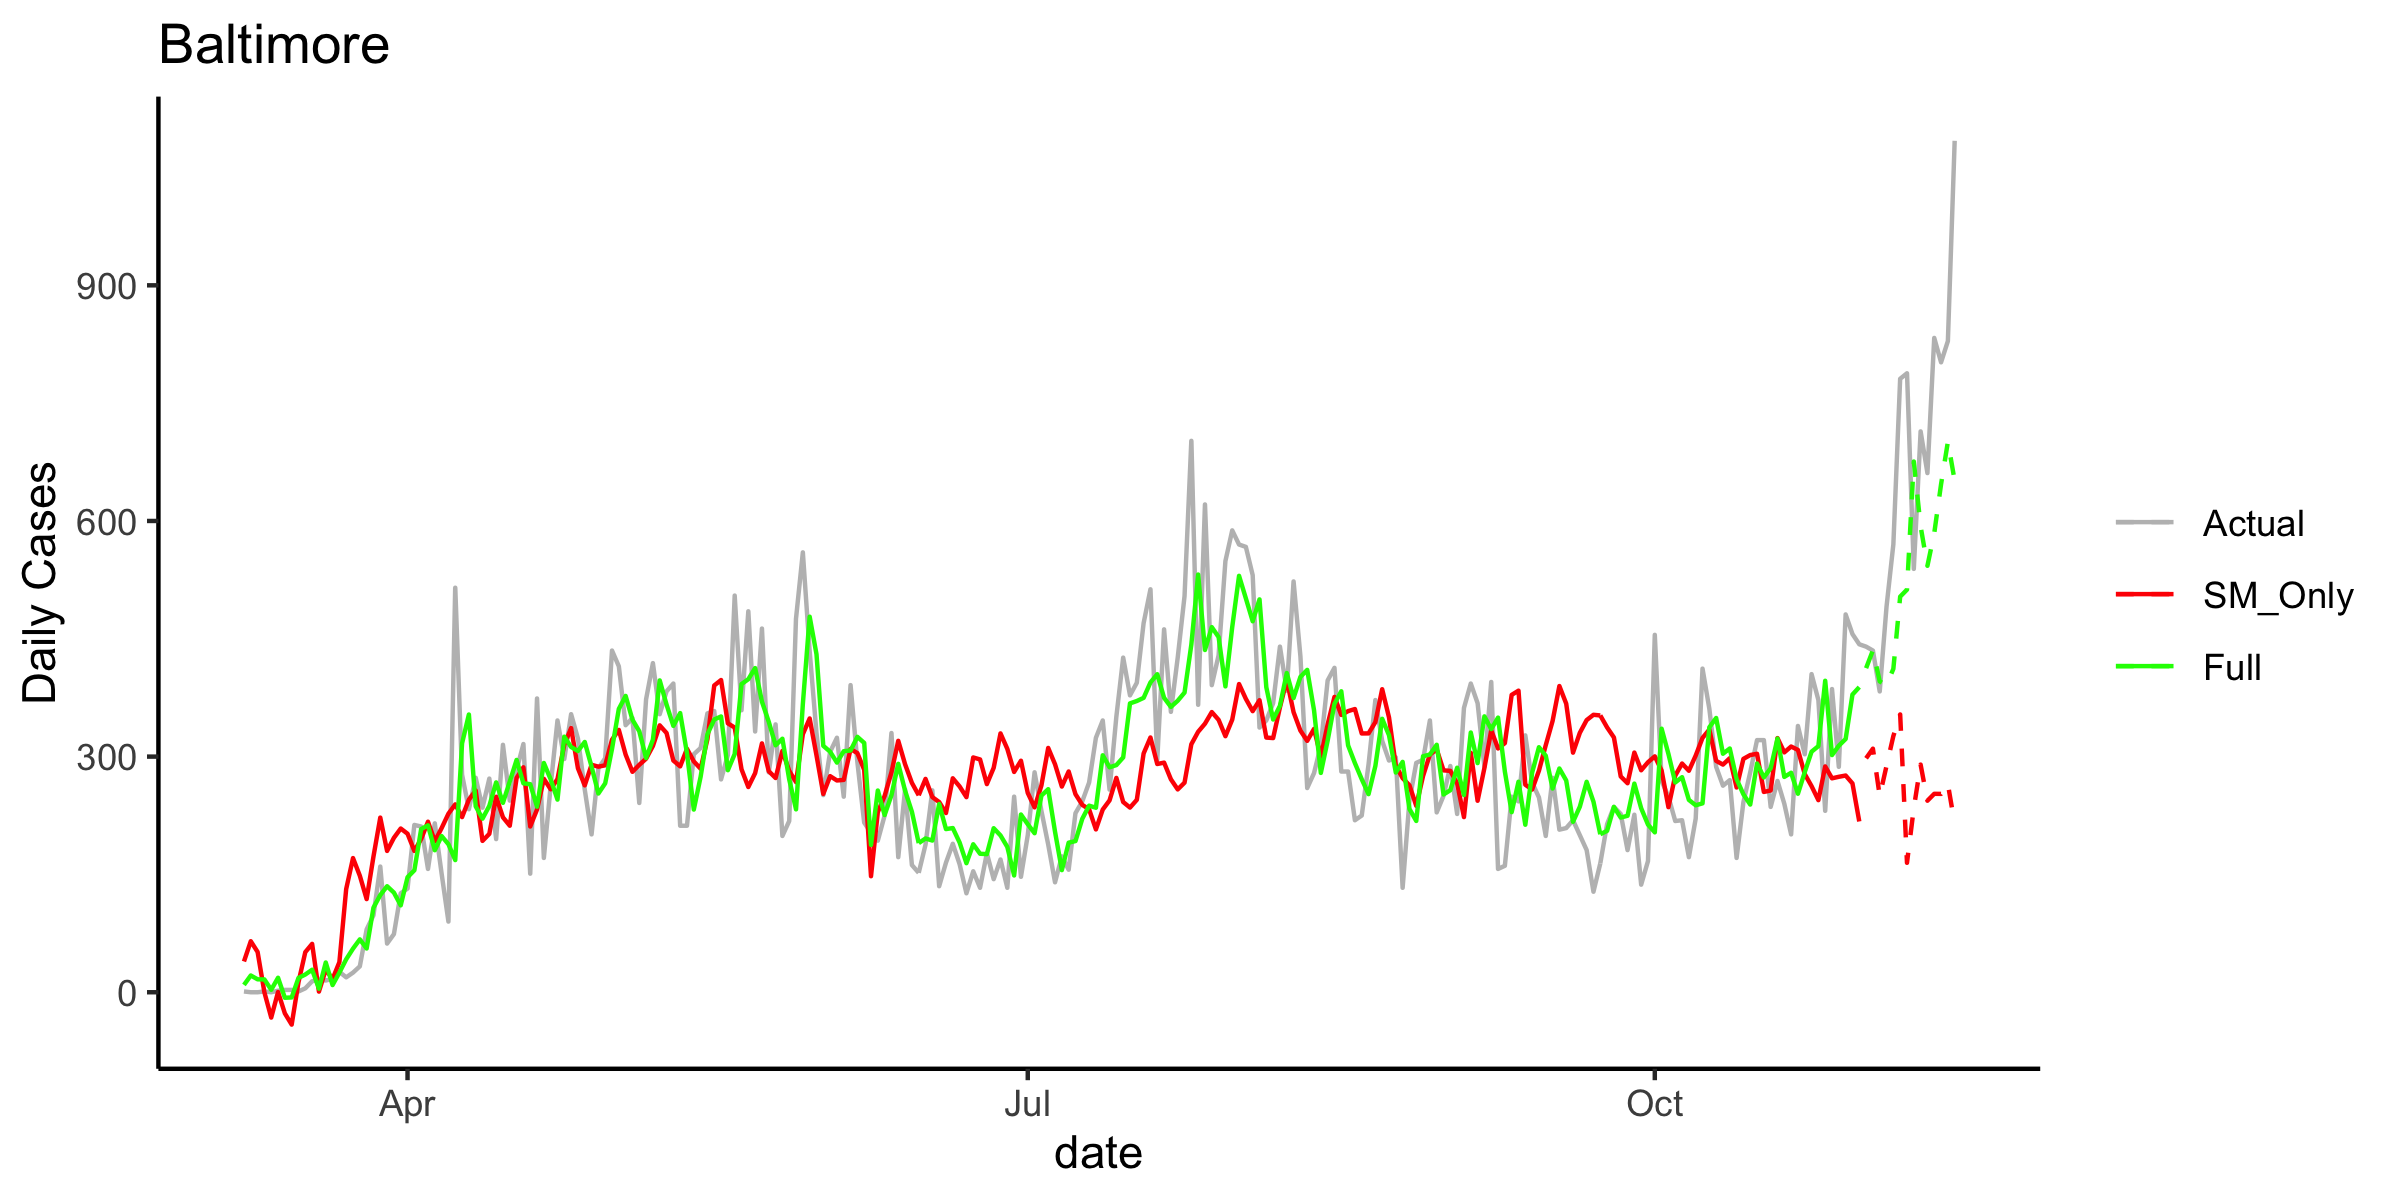 Baltimore
Daily Cases
900
600
300
0
Apr
Jul
Oct
date
Actual
SM_Only
Full